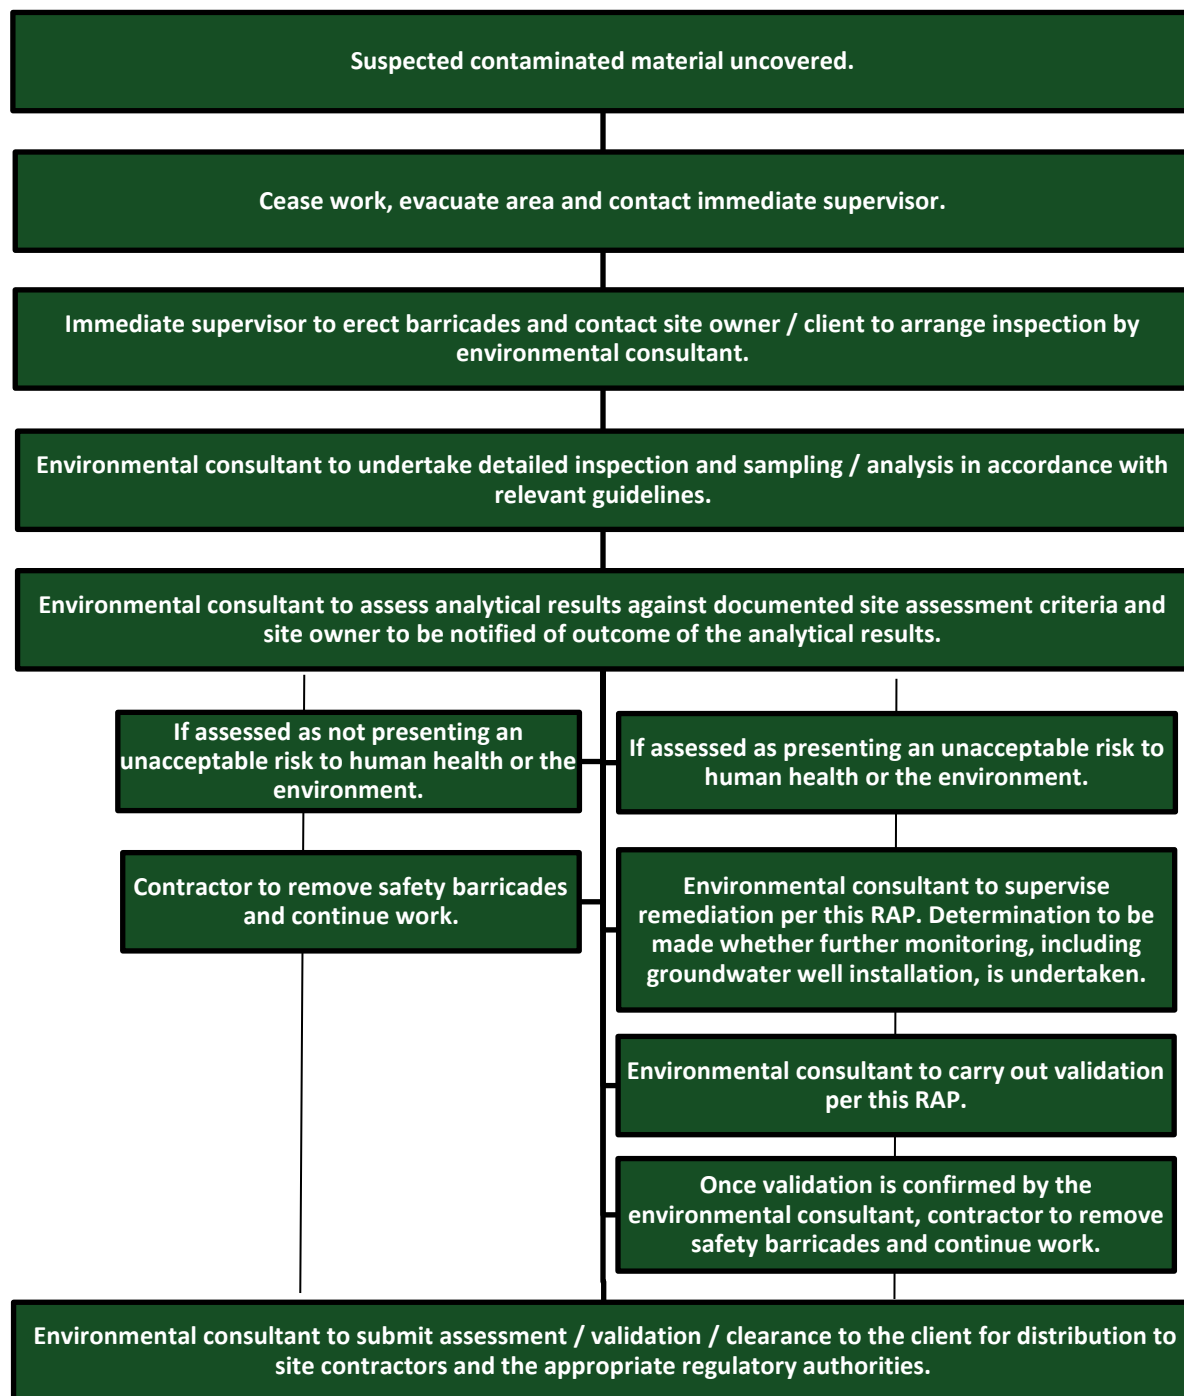 Suspected contaminated material uncovered.
Cease work, evacuate area and contact immediate supervisor.
Immediate supervisor to erect barricades and contact site owner / client to arrange inspection by
environmental consultant.
Environmental consultant to undertake detailed inspection and sampling / analysis in accordance with
relevant guidelines.
Environmental consultant to assess analytical results against documented site assessment criteria and
site owner to be notified of outcome of the analytical results.
If assessed as not presenting an
unacceptable risk to human health or the
environment.
If assessed as presenting an unacceptable risk to
human health or the environment.
Contractor to remove safety barricades
and continue work.
Environmental consultant to supervise
remediation per this RAP. Determination to be
made whether further monitoring, including
groundwater well installation, is undertaken.
Environmental consultant to carry out validation
per this RAP.
Once validation is confirmed by the
environmental consultant, contractor to remove
safety barricades and continue work.
Environmental consultant to submit assessment / validation / clearance to the client for distribution to
site contractors and the appropriate regulatory authorities.